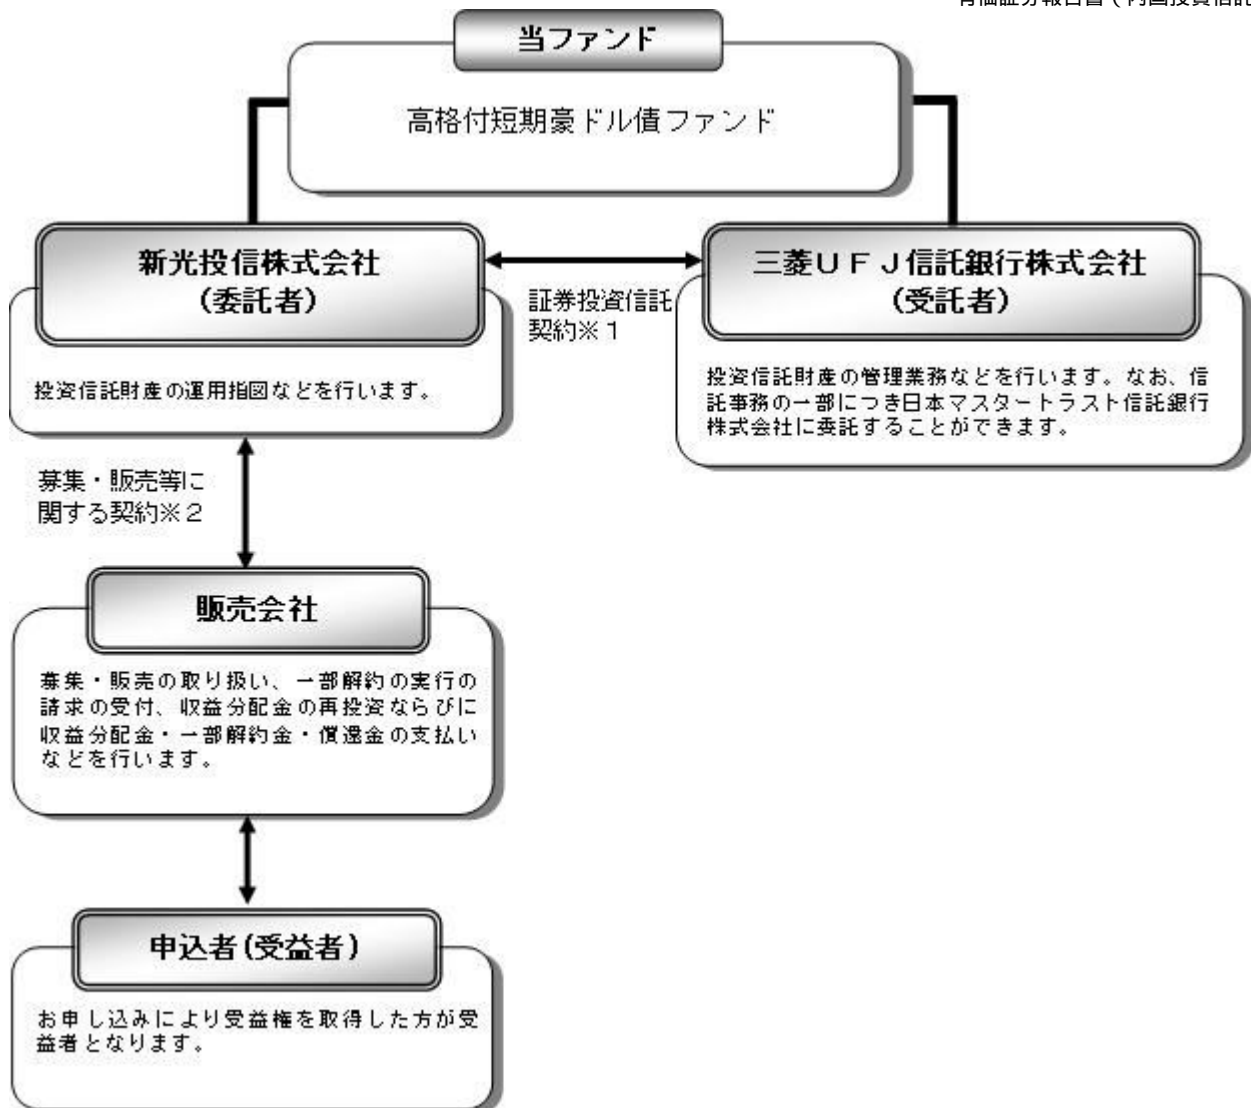 有価証券報告書(内国投資信託
当ファンド
高格付短期豪ドル債ファンド
新光投信株式会社
(委託者)
投資信託財産の運用指図などを行います。
証券投資信託
契約※1
三菱UFJ信託銀行株式会社
(受託者)
投資信託財産の管理業務などを行います。なお、信
託事務の一部につき日本マスタートラスト信託銀行
株式会社に委託することができます。
募集・販売等に
関する契約※2
販売会社
募集・販売の取り扱い、一部解約の実行の
請求の受付、収益分配金の再投資ならびに
収益分配金・一部解約金・償還金の支払い
などを行います。
申込者(受益者)
お申し込みにより受益権を取得した方が受
益者となります。